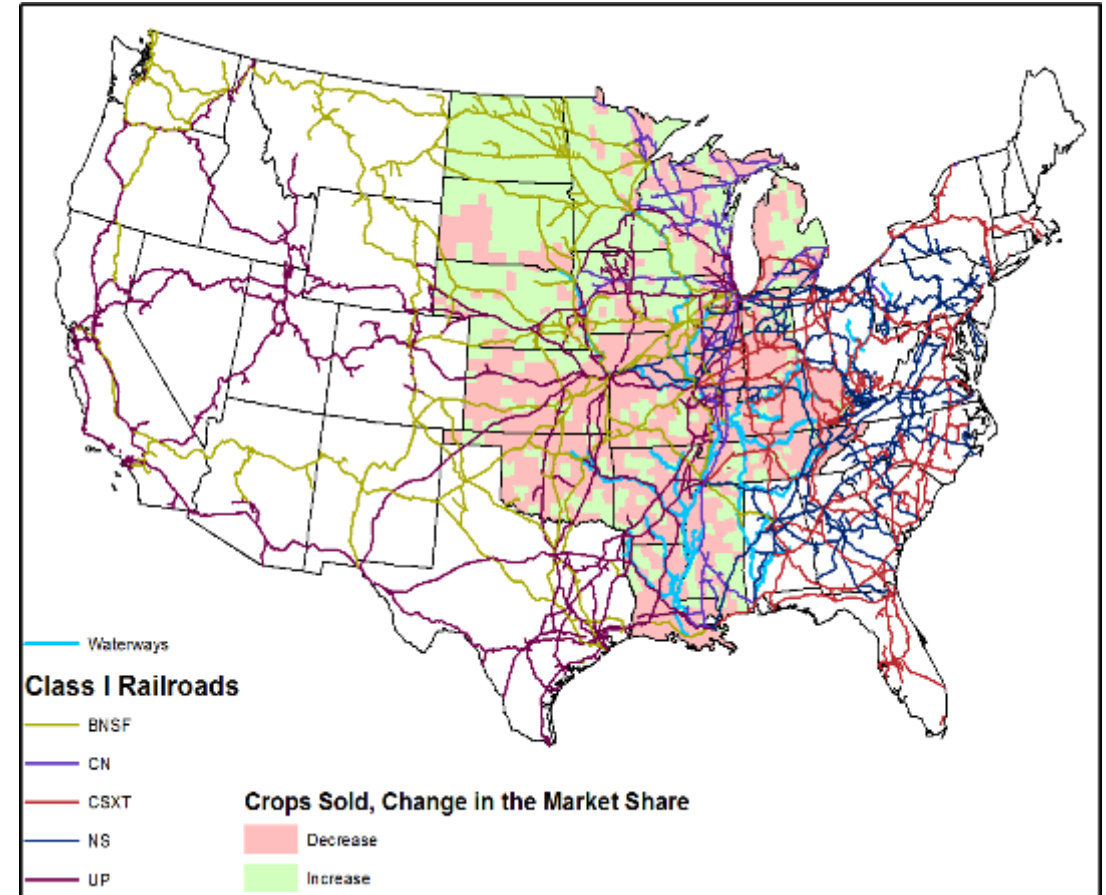 Waterways
Class I Railroads
BNSF
CN
CSXT
NS
UP
Crops Sold, Change in the Market Share
Decrease
Increase